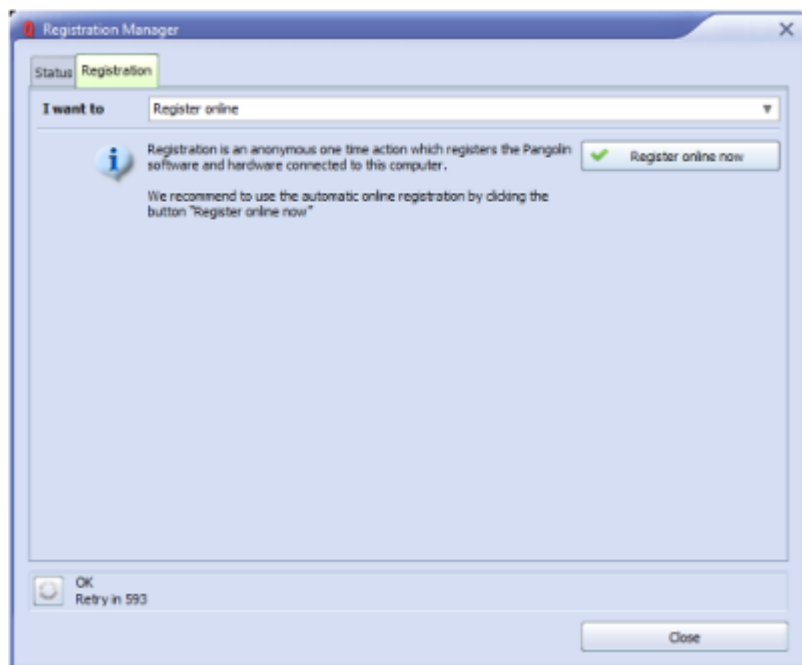 Registration Manager
Status Registration
I want to Register online
Registration is an anonymous one time action which registers the Pangolin
software and hardware connected to this computer.
Register online now
We recommend to use the automatic online registration by clicking the
button "Register online now"
OK
Retry in 593
Close